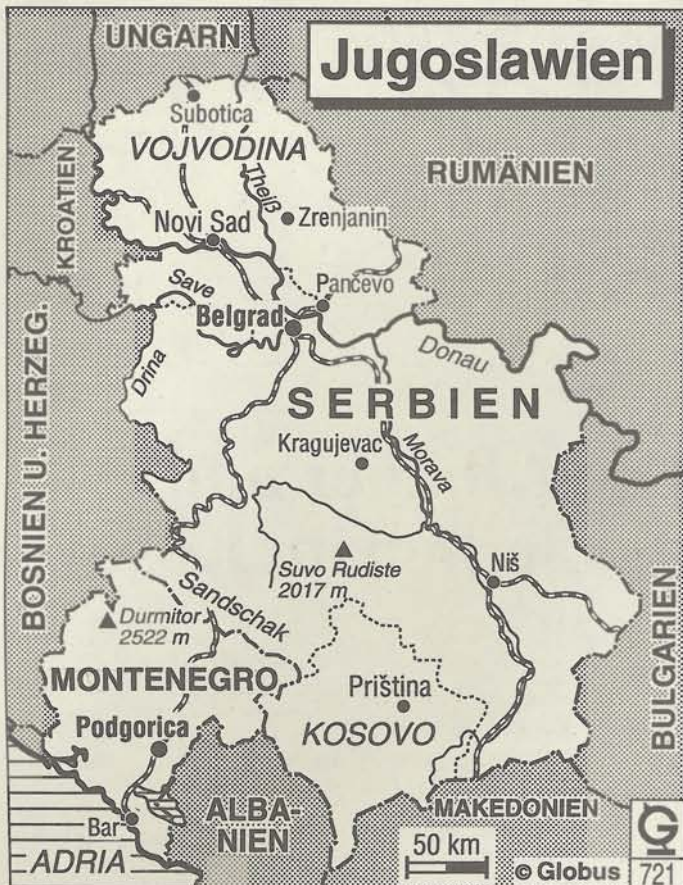 UNGARN
Jugoslawien
Subotica
VOJVODINA
RUMÄNIEN
KROATIEN
Theiß
Zrenjanin
Novi Sad
Save
Pančevo
Belgrad
Donau
Drina
SERBIEN
BOSNIEN U. HERZEG.
Kragujevac
Morava
Suvo Rudiste
2017 m
Niš
Sandschak
Durmitor
2522 m
MONTENEGRO
Priština
BULGARIEN
Podgorica
KOSOVO
ALBA-
NIEN
MAKEDONIEN
Bar
50 km
ADRIA
© Globus
G
721